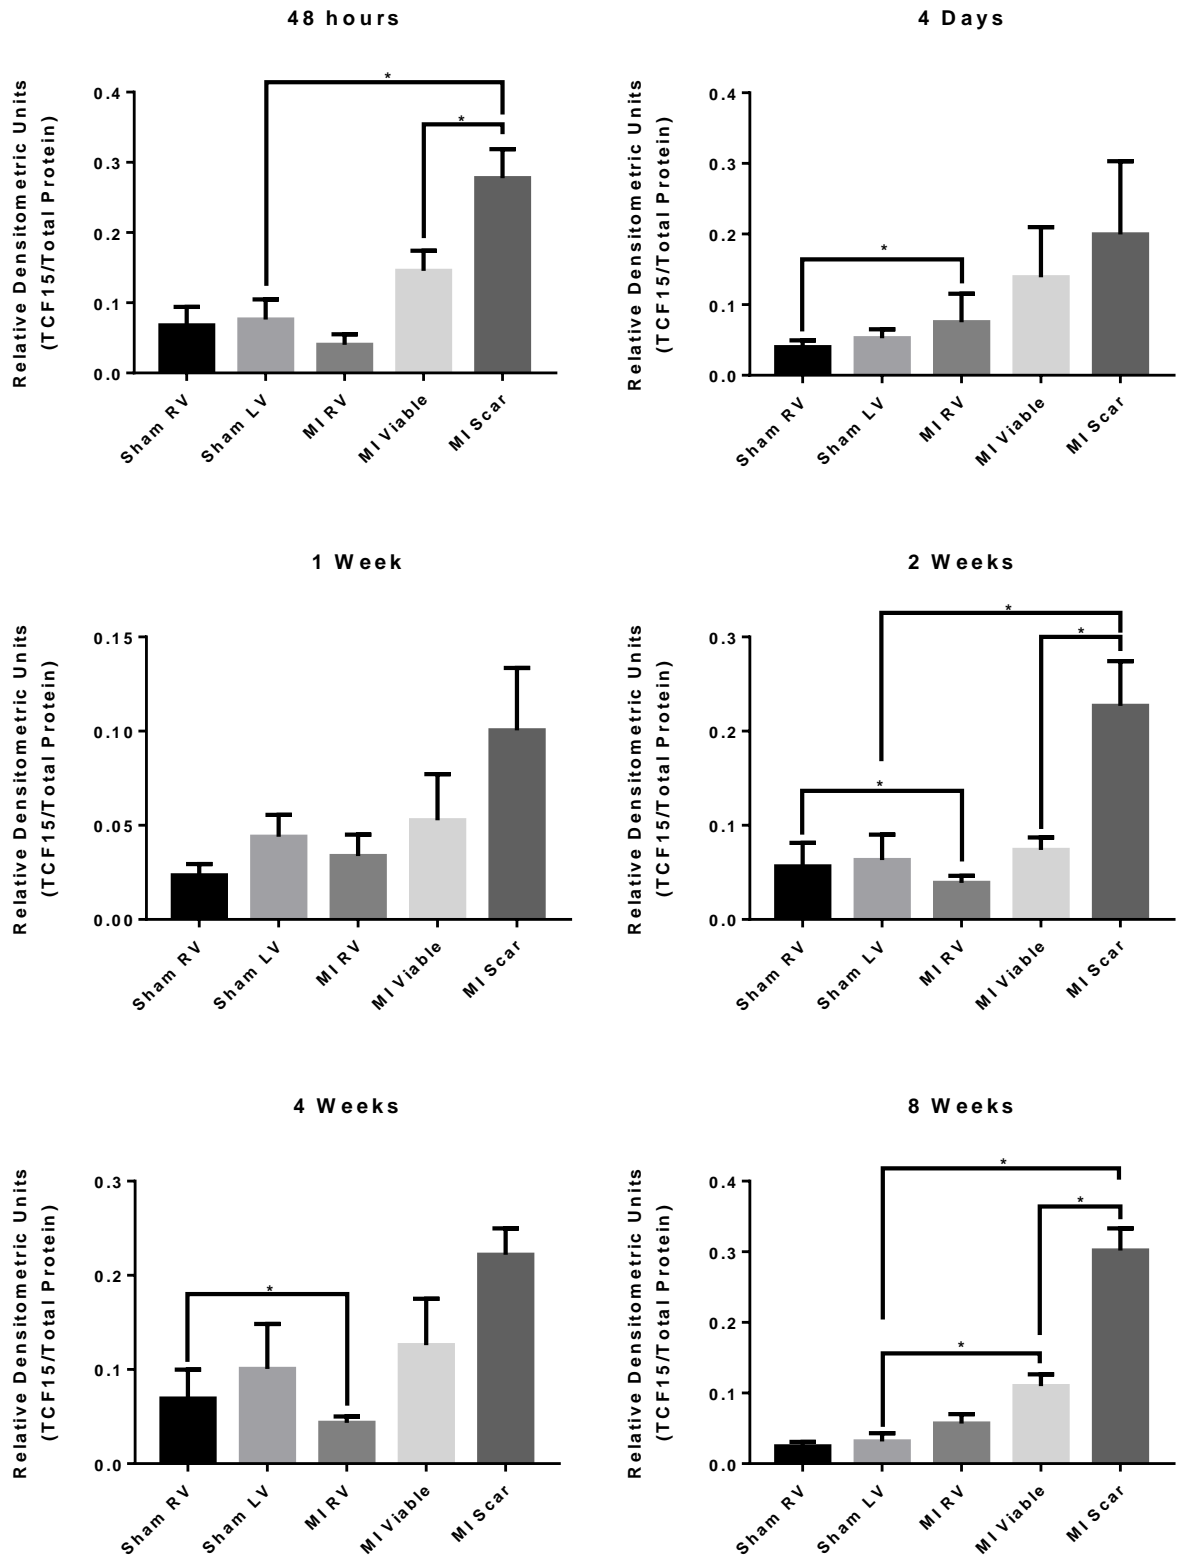 48 hours
Relative Densitometric Units
(TCF15/Total Protein)
0.4
0.3
0.2
0.1
0.0
*
*
Sham RV
Sham LV
MI RV
MI Viable
MI Scar
4 Days
Relative Densitometric Units
(TCF15/Total Protein)
0.4
0.3
0.2
0.1
0.0
*
Sham RV
Sham LV
MI RV
MI Viable
MI Scar
1 Week
Relative Densitometric Units
(TCF15/Total Protein)
0.15
0.10
0.05
0.00
Sham RV
Sham LV
MI RV
MI Viable
MI Scar
2 Weeks
Relative Densitometric Units
(TCF15/Total Protein)
0.3
0.2
0.1
0.0
*
*
*
Sham RV
Sham LV
MI RV
MI Viable
MI Scar
4 Weeks
Relative Densitometric Units
(TCF15/Total Protein)
0.3
0.2
0.1
0.0
*
Sham RV
Sham LV
MI RV
MI Viable
MI Scar
8 Weeks
Relative Densitometric Units
(TCF15/Total Protein)
0.4
0.3
0.2
0.1
0.0
*
*
*
Sham RV
Sham LV
MI RV
MI Viable
MI Scar